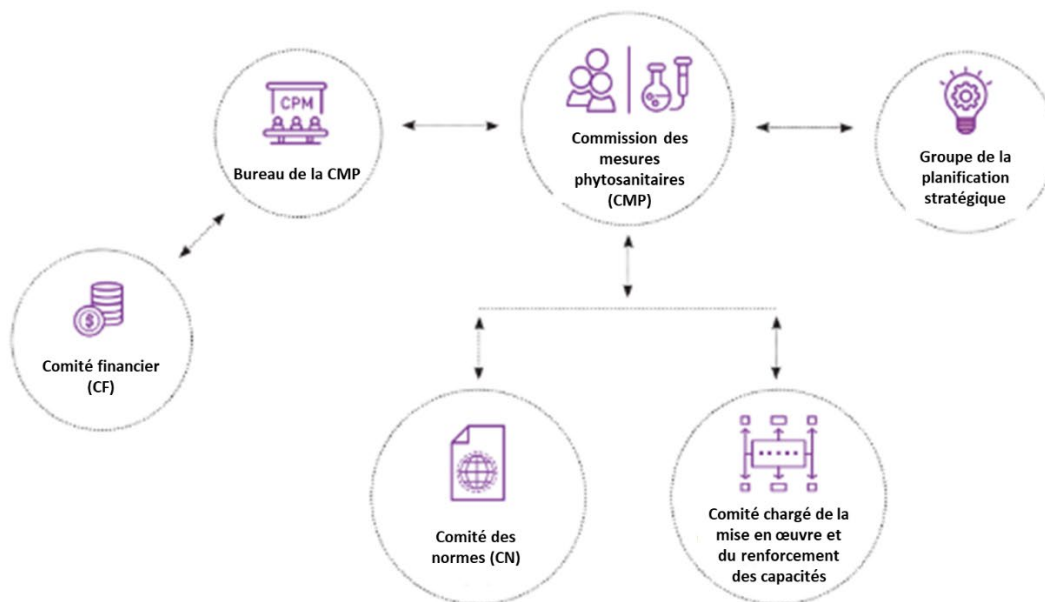 CPM
Bureau de la CMP
Commission des
mesures
phytosanitaires
(CMP)
Groupe de la
planification
stratégique
$
Comité financier
(CF)
Comité des
normes (CN)
Comité chargé de la
mise en œuvre et
du renforcement
des capacités